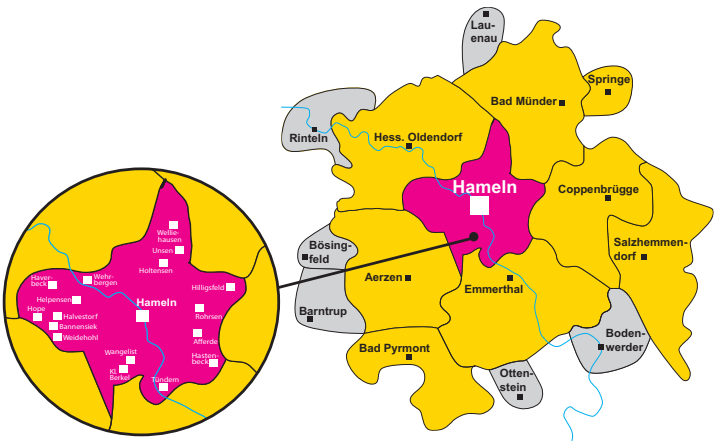 Lau-
enau
Springe
Bad Münder
Rinteln
Hess. Oldendorf
Hameln
Coppenbrügge
Bösing-
feld
Salzhemmen-
dorf
Aerzen
Emmerthal
Barntrup
Bad Pyrmont
Boden-
werder
Otten-
stein
Wellie-
hausen
Unsen
Holtensen
Haver-
beck
Wehr-
bergen
Hilligsfeld
Helpensen
Hameln
Hope
Halvestorf
Rohrsen
Bannensiek
Weidehohl
Afferde
Wangelist
Hasten-
beck
Kl.
Berkel
Tündern